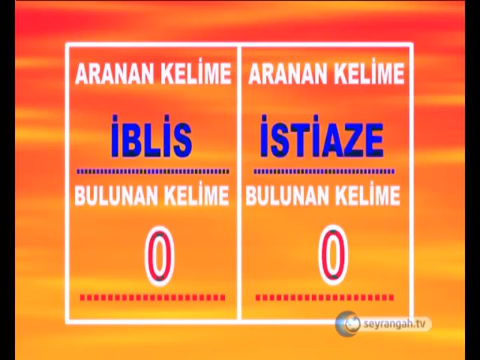 ARANAN KELİME
İBLİS
BULUNAN KELİME
0
ARANAN KELİME
İSTİAZE
BULUNAN KELİME
0
seyrangah.tv